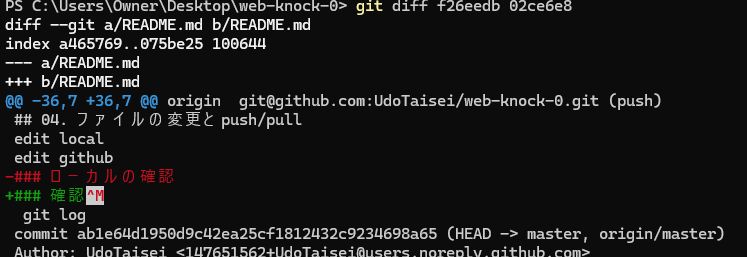 PS C:\Users\Owner\Desktop\web-knock-0> git diff f26eedb 02ce6e8
diff --git a/README.md b/README.md
index a465769..075be25 100644
--- a/README.md
+++ b/README.md
@@ -36,7 +36,7 @@ origin  git@github.com:UdoTaisei/web-knock-0.git (push)
 ## 04. ファイルの変更と push/pull
 edit local
 edit github
-### ローカルの確認
+### 確認^M
  git log
 commit ab1e64d1950d9c42ea25cf1812432c9234698a65 (HEAD -> master, origin/master)
 Author: UdoTaisei <147651562+UdoTaisei@users.noreply.github.com>